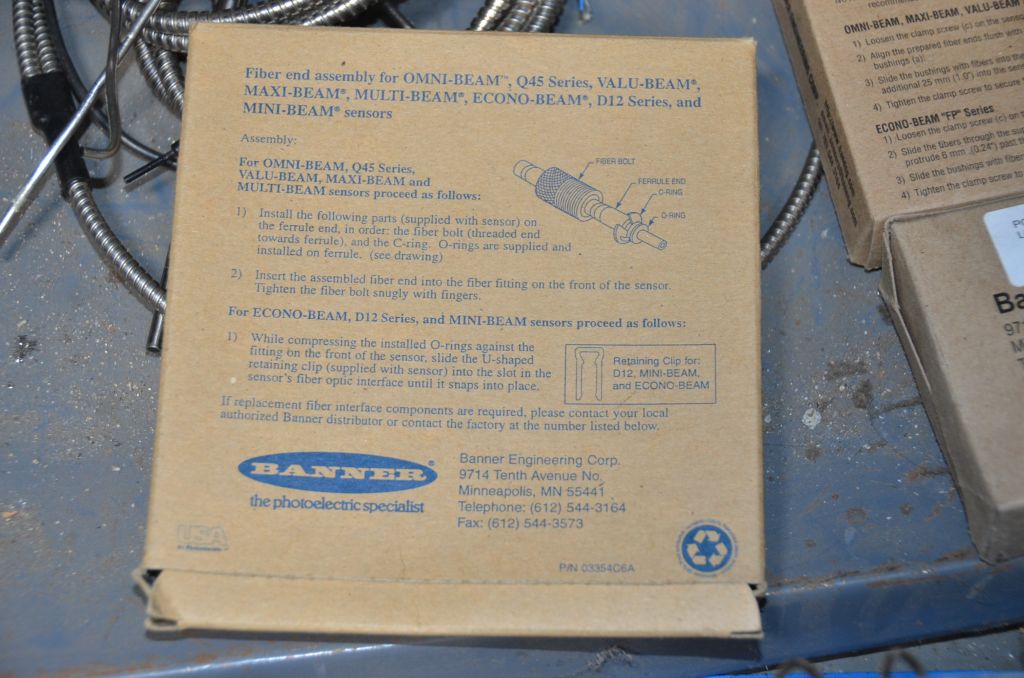 Fiber end assembly for OMNI-BEAM™, Q45 Series, VALU-BEAM®,
MAXI-BEAM®, MULTI-BEAM®, ECONO-BEAM®, D12 Series, and
MINI-BEAM® sensors
Assembly:
For OMNI-BEAM, Q45 Series,
VALU-BEAM, MAXI-BEAM and
MULTI-BEAM sensors proceed as follows:
FIBER BOLT
FERRULE END
C-RING
O-RING
1) Install the following parts (supplied with sensor) on
the ferrule end, in order: the fiber bolt (threaded end
towards ferrule), and the C-ring. O-rings are supplied and
installed on ferrule. (see drawing)
2) Insert the assembled fiber end into the fiber fitting on the front of the sensor.
Tighten the fiber bolt snugly with fingers.
For ECONO-BEAM, D12 Series, and MINI-BEAM sensors proceed as follows:
1) While compressing the installed O-rings against the
fitting on the front of the sensor, slide the U-shaped
retaining clip (supplied with sensor) into the slot in the
sensor's fiber optic interface until it snaps into place.
Retaining Clip for:
D12, MINI-BEAM,
and ECONO-BEAM
If replacement fiber interface components are required, please contact your local
authorized Banner distributor or contact the factory at the number listed below.
BANNER®
the photoelectric specialist
Banner Engineering Corp.
9714 Tenth Avenue No.
Minneapolis, MN 55441
Telephone: (612) 544-3164
Fax: (612) 544-3573
USA
P/N 03354C6A
OMNI-BEAM, MAXI-BEAM, VALU-BEAM
1) Loosen the clamp screw (c) on the sensor
2) Align the prepared fiber ends flush with
bushings (a).
3) Slide the bushings with fibers into the
additional 25 mm (1.0") into the
4) Tighten the clamp screw to secure
ECONO-BEAM "FP" Series
1) Loosen the clamp screw (c) on
2) Slide the fibers through the
protrude 6 mm (0.24") past
3) Slide the bushings with fiber
4) Tighten the clamp screw to
Ba
97
M